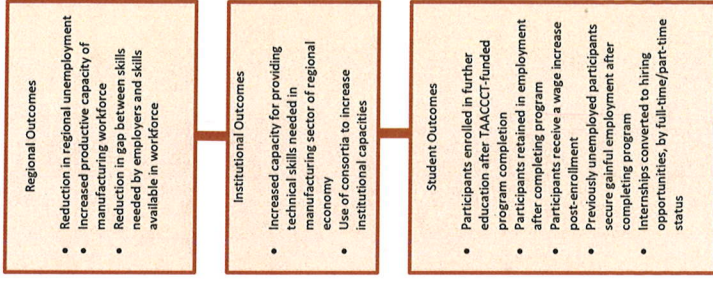 Regional Outcomes
• Reduction in regional unemployment
• Increased productive capacity of
manufacturing workforce
• Reduction in gap between skills
needed by employers and skills
available in workforce
Institutional Outcomes
• Increased capacity for providing
technical skills needed in
manufacturing sector of regional
economy
• Use of consortia to increase
institutional capacities
Student Outcomes
• Participants enrolled in further
education after TAACCCT-funded
program completion
• Participants retained in employment
after completing program
• Participants receive a wage increase
post-enrollment
• Previously unemployed participants
secure gainful employment after
completing program
• Internships converted to hiring
opportunities, by full-time/part-time
status